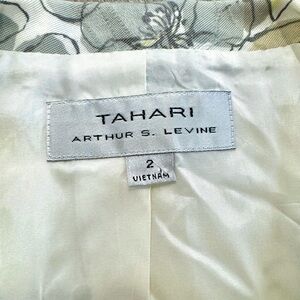 TAHARI
ARTHUR S. LEVINE
2
VIETNAM